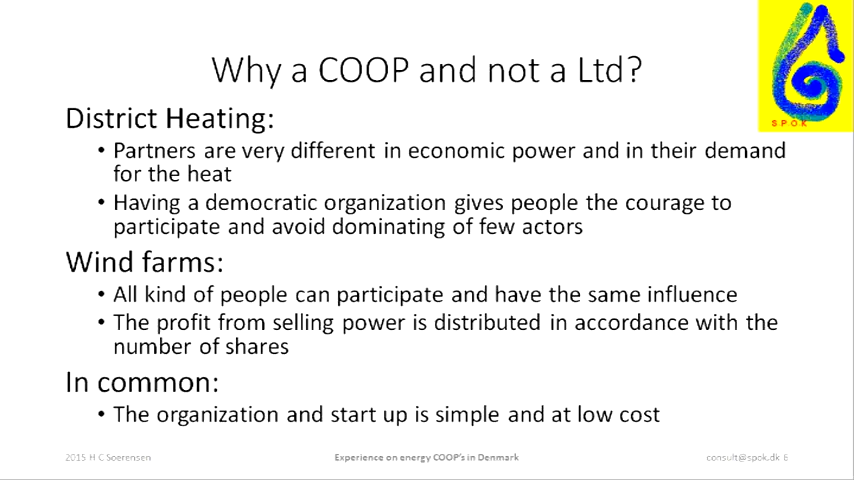 Why a COOP and not a Ltd?
SPOK
District Heating:
• Partners are very different in economic power and in their demand
for the heat
• Having a democratic organization gives people the courage to
participate and avoid dominating of few actors
Wind farms:
• All kind of people can participate and have the same influence
• The profit from selling power is distributed in accordance with the
number of shares
In common:
• The organization and start up is simple and at low cost
2015 H.C Soerensen
Experience on energy COOP's in Denmark
consult@spok.dk 6